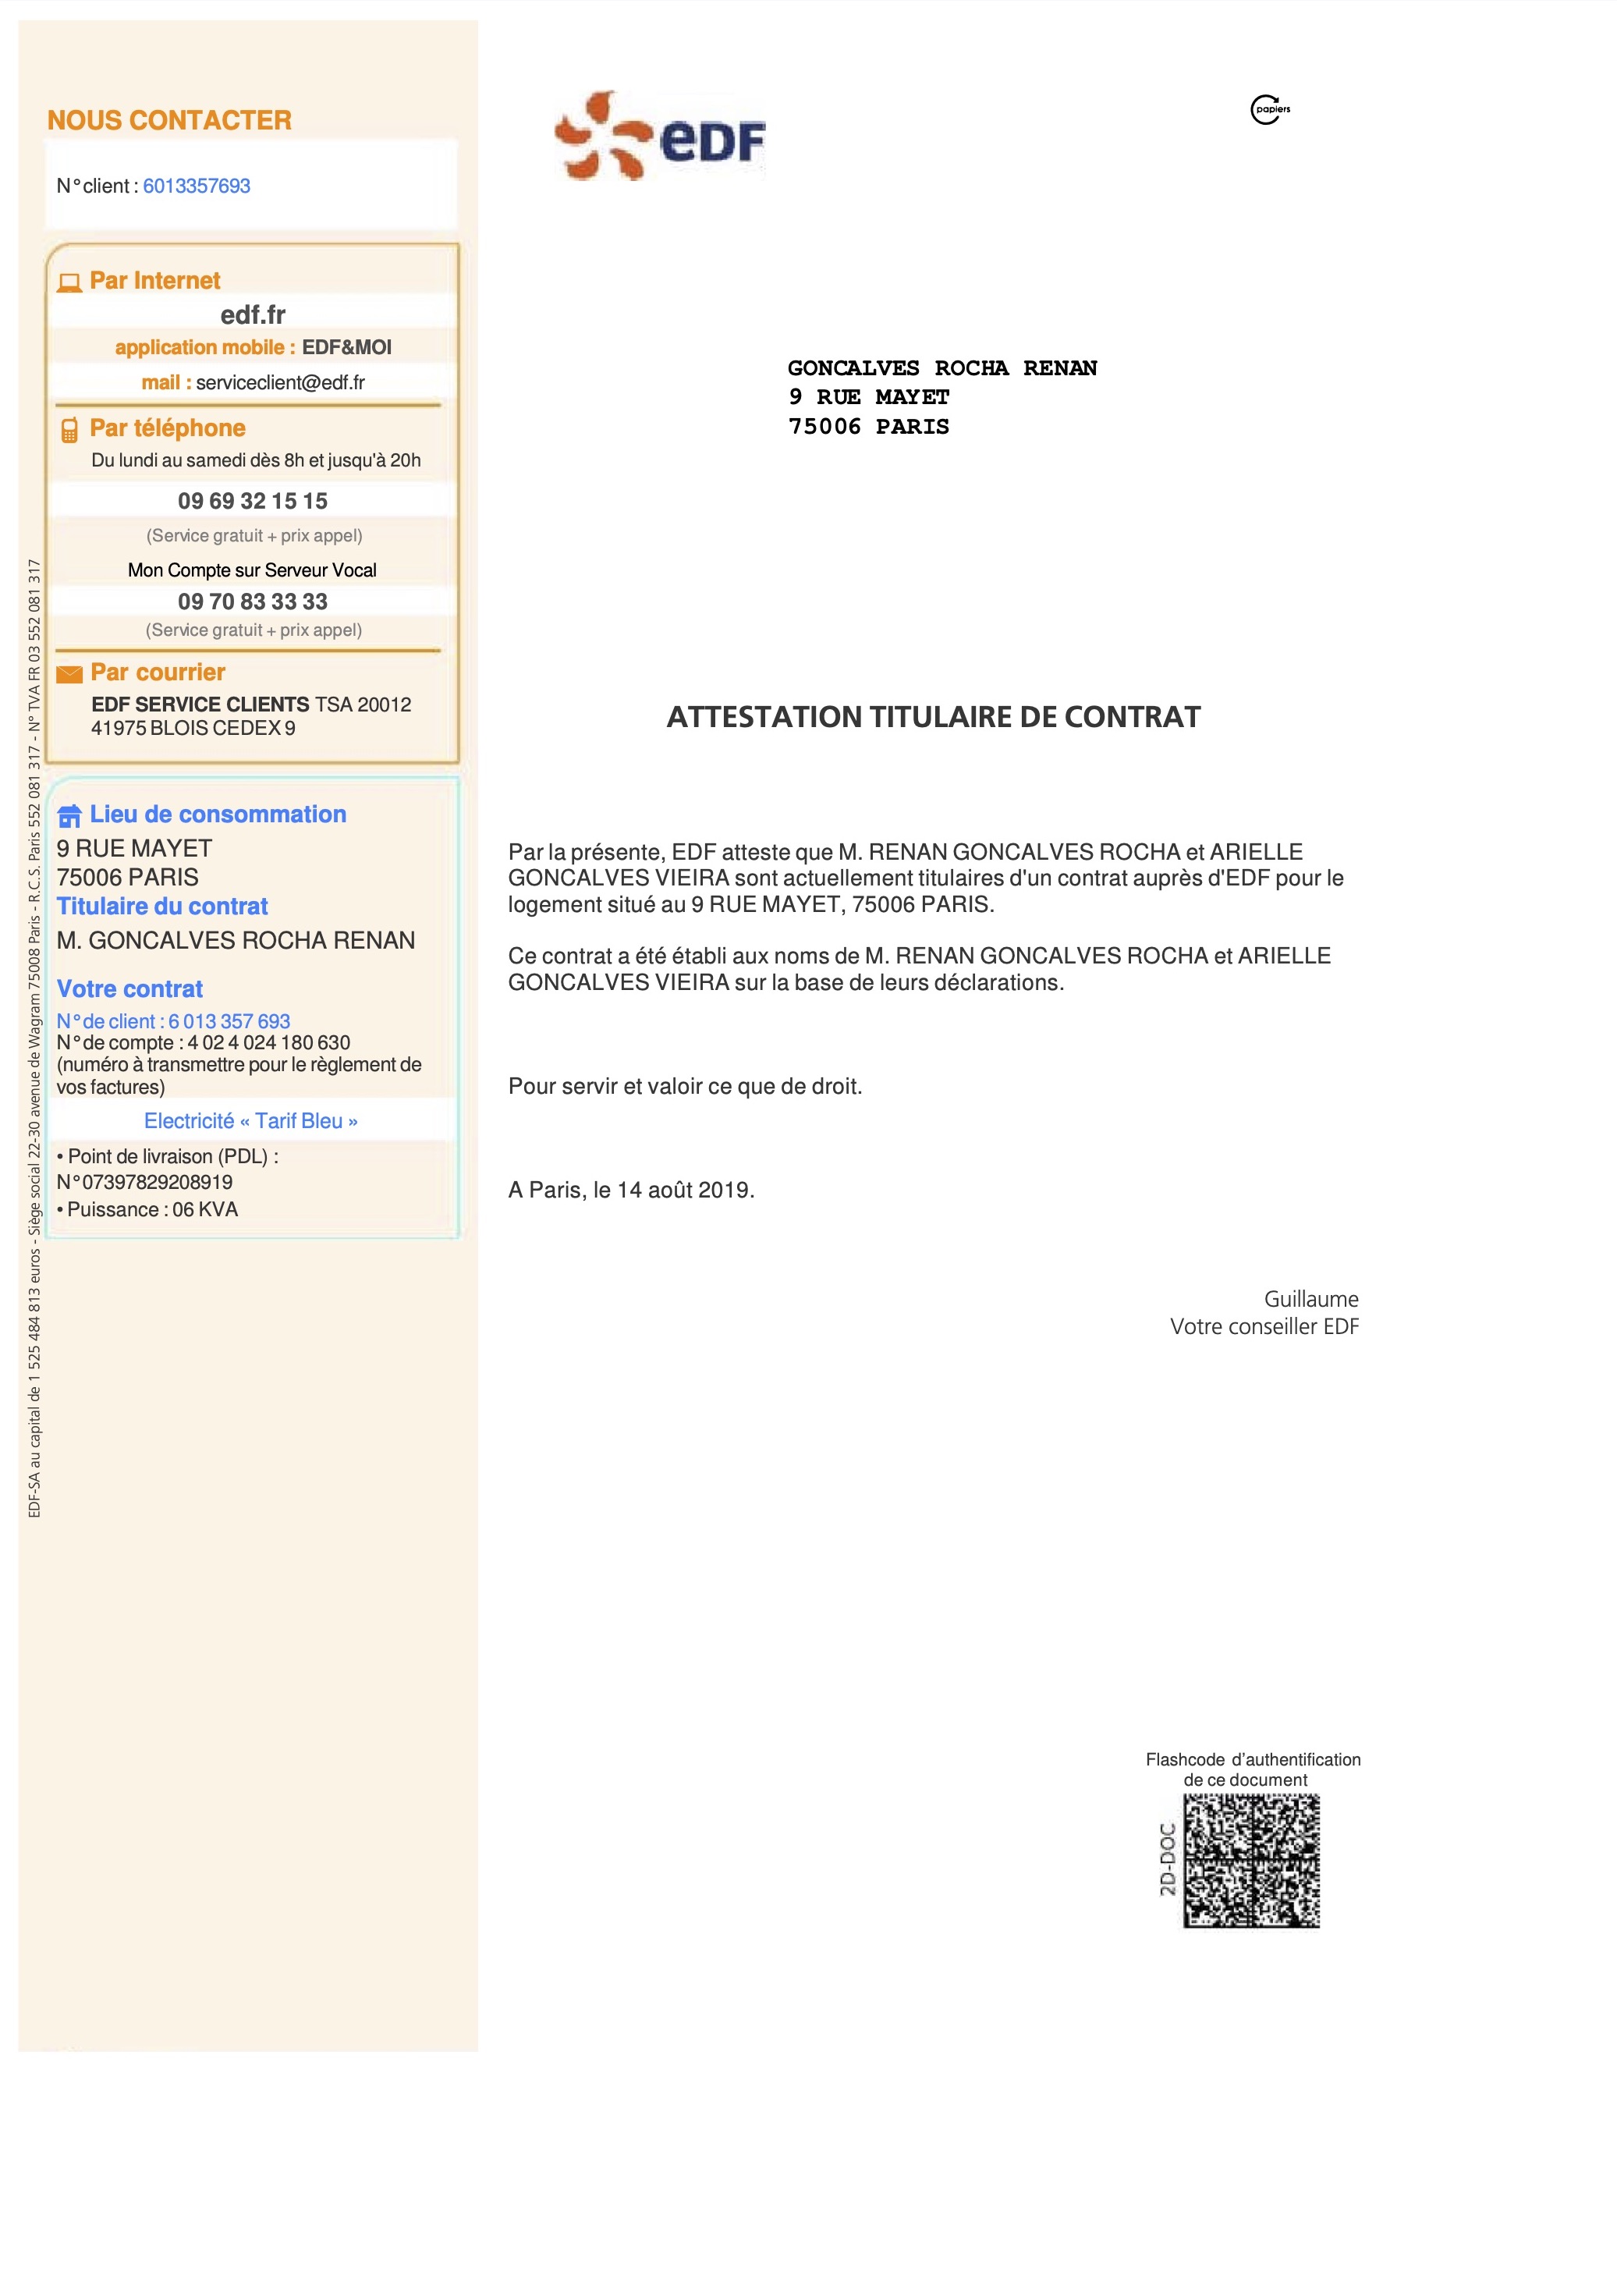 NOUS CONTACTER
N° client : 6013357693
Par Internet
edf.fr
application mobile : EDF&MOI
mail : serviceclient@edf.fr
Par téléphone
Du lundi au samedi dès 8h et jusqu'à 20h
09 69 32 15 15
(Service gratuit + prix appel)
Mon Compte sur Serveur Vocal
09 70 83 33 33
(Service gratuit + prix appel)
Par courrier
EDF SERVICE CLIENTS TSA 20012
41975 BLOIS CEDEX 9
Lieu de consommation
9 RUE MAYET
75006 PARIS
Titulaire du contrat
M. GONCALVES ROCHA RENAN
Votre contrat
N° de client : 6 013 357 693
N° de compte : 4 02 4 024 180 630
(numéro à transmettre pour le règlement de
vos factures)
Electricité « Tarif Bleu »
• Point de livraison (PDL) :
N° 07397829208919
• Puissance : 06 KVA
EDF-SA au capital de 1 525 484 813 euros - Siège social 22-30 avenue de Wagram 75008 Paris - R.C.S. Paris 552 081 317 - N° TVA FR 03 552 081 317
edf
papiers
GONCALVES ROCHA RENAN
9 RUE MAYET
75006 PARIS
ATTESTATION TITULAIRE DE CONTRAT
Par la présente, EDF atteste que M. RENAN GONCALVES ROCHA et ARIELLE
GONCALVES VIEIRA sont actuellement titulaires d'un contrat auprès d'EDF pour le
logement situé au 9 RUE MAYET, 75006 PARIS.
Ce contrat a été établi aux noms de M. RENAN GONCALVES ROCHA et ARIELLE
GONCALVES VIEIRA sur la base de leurs déclarations.
Pour servir et valoir ce que de droit.
A Paris, le 14 août 2019.
Guillaume
Votre conseiller EDF
Flashcode d'authentification
de ce document
2D-DOC